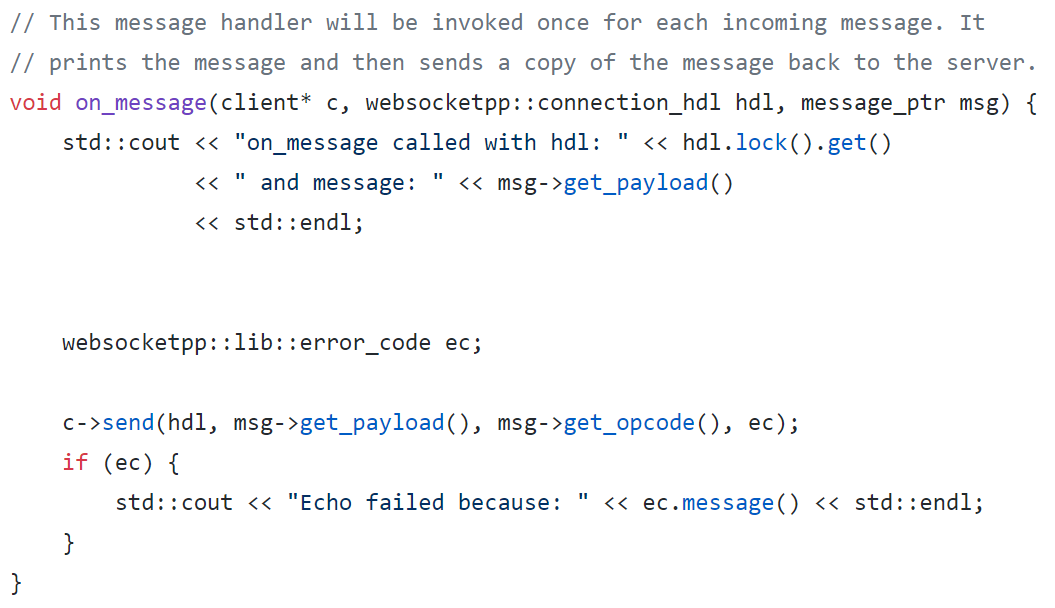 // This message handler will be invoked once for each incoming message. It
// prints the message and then sends a copy of the message back to the server.
void on_message(client* c, websocketpp::connection_hdl hdl, message_ptr msg) {
    std::cout << "on_message called with hdl: " << hdl.lock().get()
              << " and message: " << msg->get_payload()
              << std::endl;
    websocketpp::lib::error_code ec;
    c->send(hdl, msg->get_payload(), msg->get_opcode(), ec);
    if (ec) {
        std::cout << "Echo failed because: " << ec.message() << std::endl;
    }
}